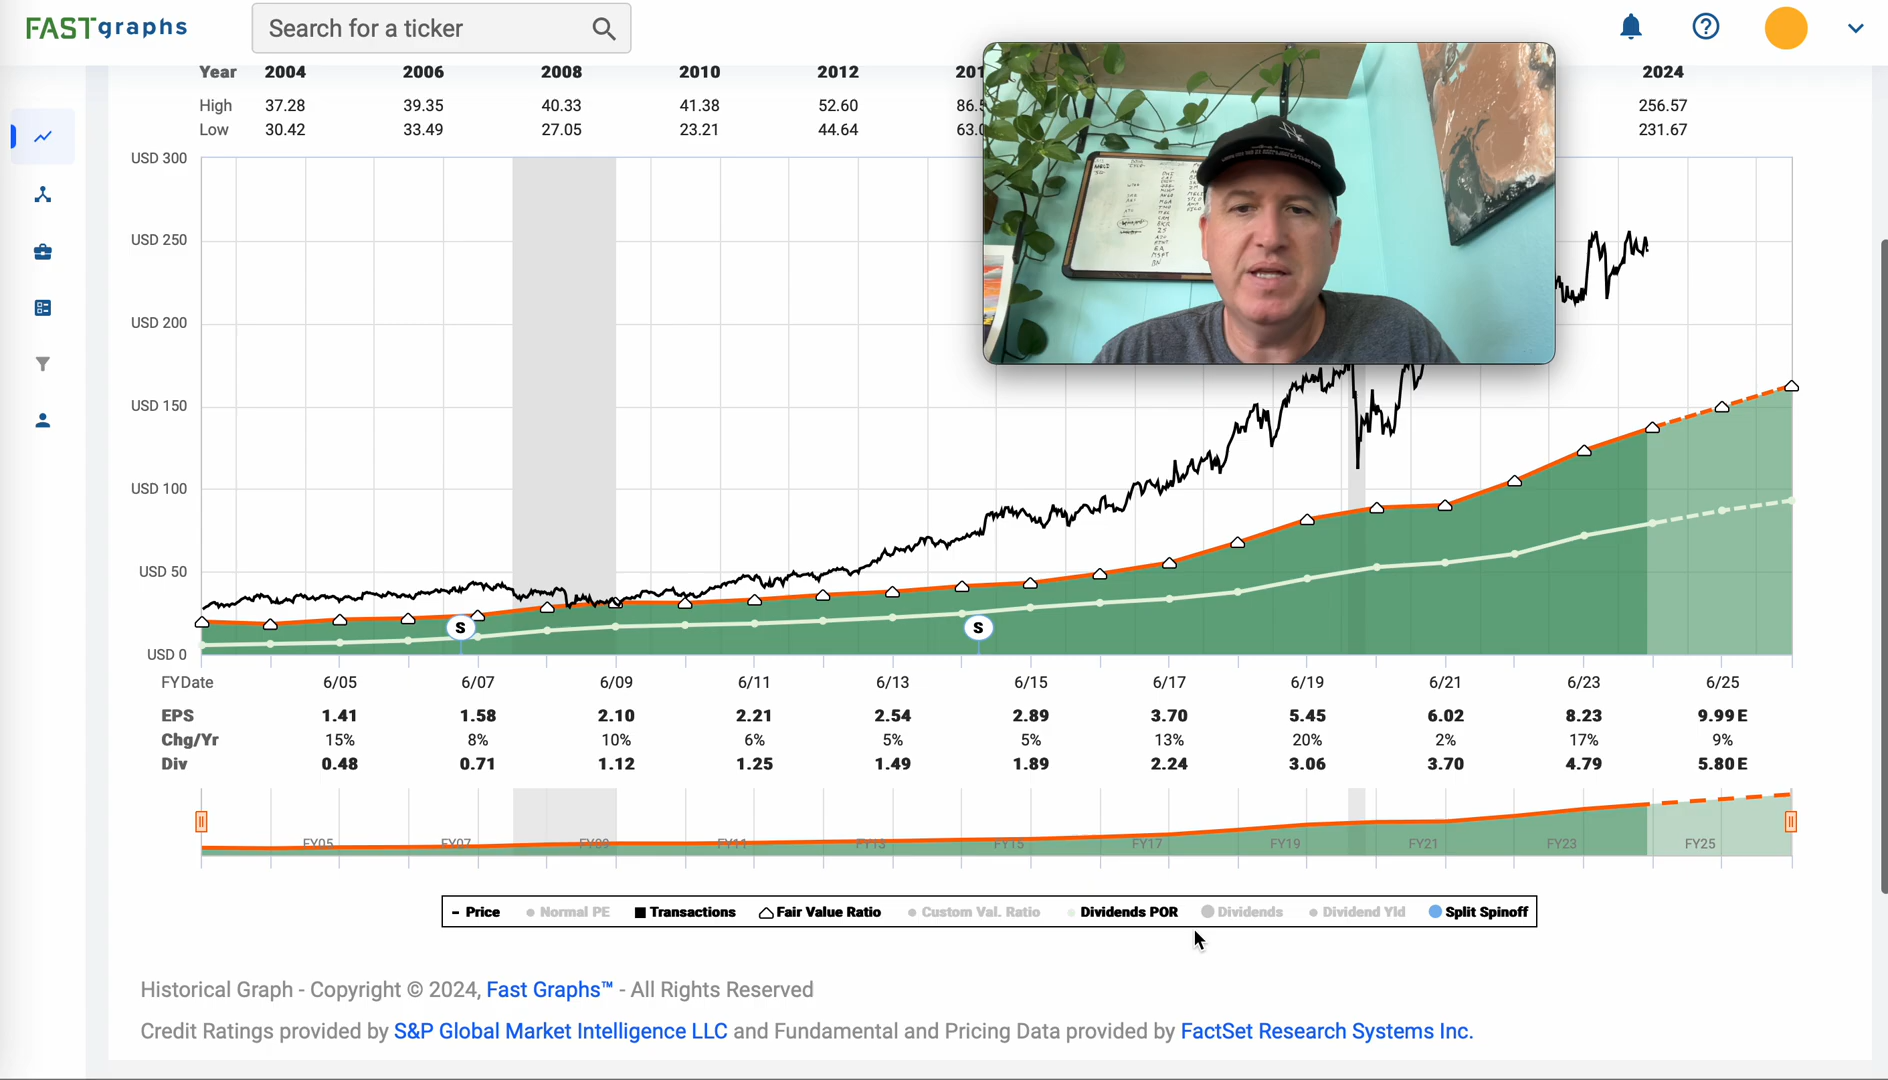 FAST graphs
Search for a ticker
Year 2004 2006 2008 2010 2012 201 2024
High 37.28 39.35 40.33 41.38 52.60 86.5 256.57
Low 30.42 33.49 27.05 23.21 44.64 63.0 231.67
USD 300
USD 250
USD 200
USD 150
USD 100
USD 50
USD 0
S S
FYDate 6/05 6/07 6/09 6/11 6/13 6/15 6/17 6/19 6/21 6/23 6/25
EPS 1.41 1.58 2.10 2.21 2.54 2.89 3.70 5.45 6.02 8.23 9.99E
Chg/Yr 15% 8% 10% 6% 5% 5% 13% 20% 2% 17% 9%
Div 0.48 0.71 1.12 1.25 1.49 1.89 2.24 3.06 3.70 4.79 5.80E
FY05 FY07 FY09 FY11 FY13 FY15 FY17 FY19 FY21 FY23 FY25
Price Normal PE Transactions Fair Value Ratio Custom Val. Ratio Dividends POR Dividends Dividend Yld Split Spinoff
Historical Graph - Copyright © 2024, Fast Graphs™ - All Rights Reserved
Credit Ratings provided by S&P Global Market Intelligence LLC and Fundamental and Pricing Data provided by FactSet Research Systems Inc.